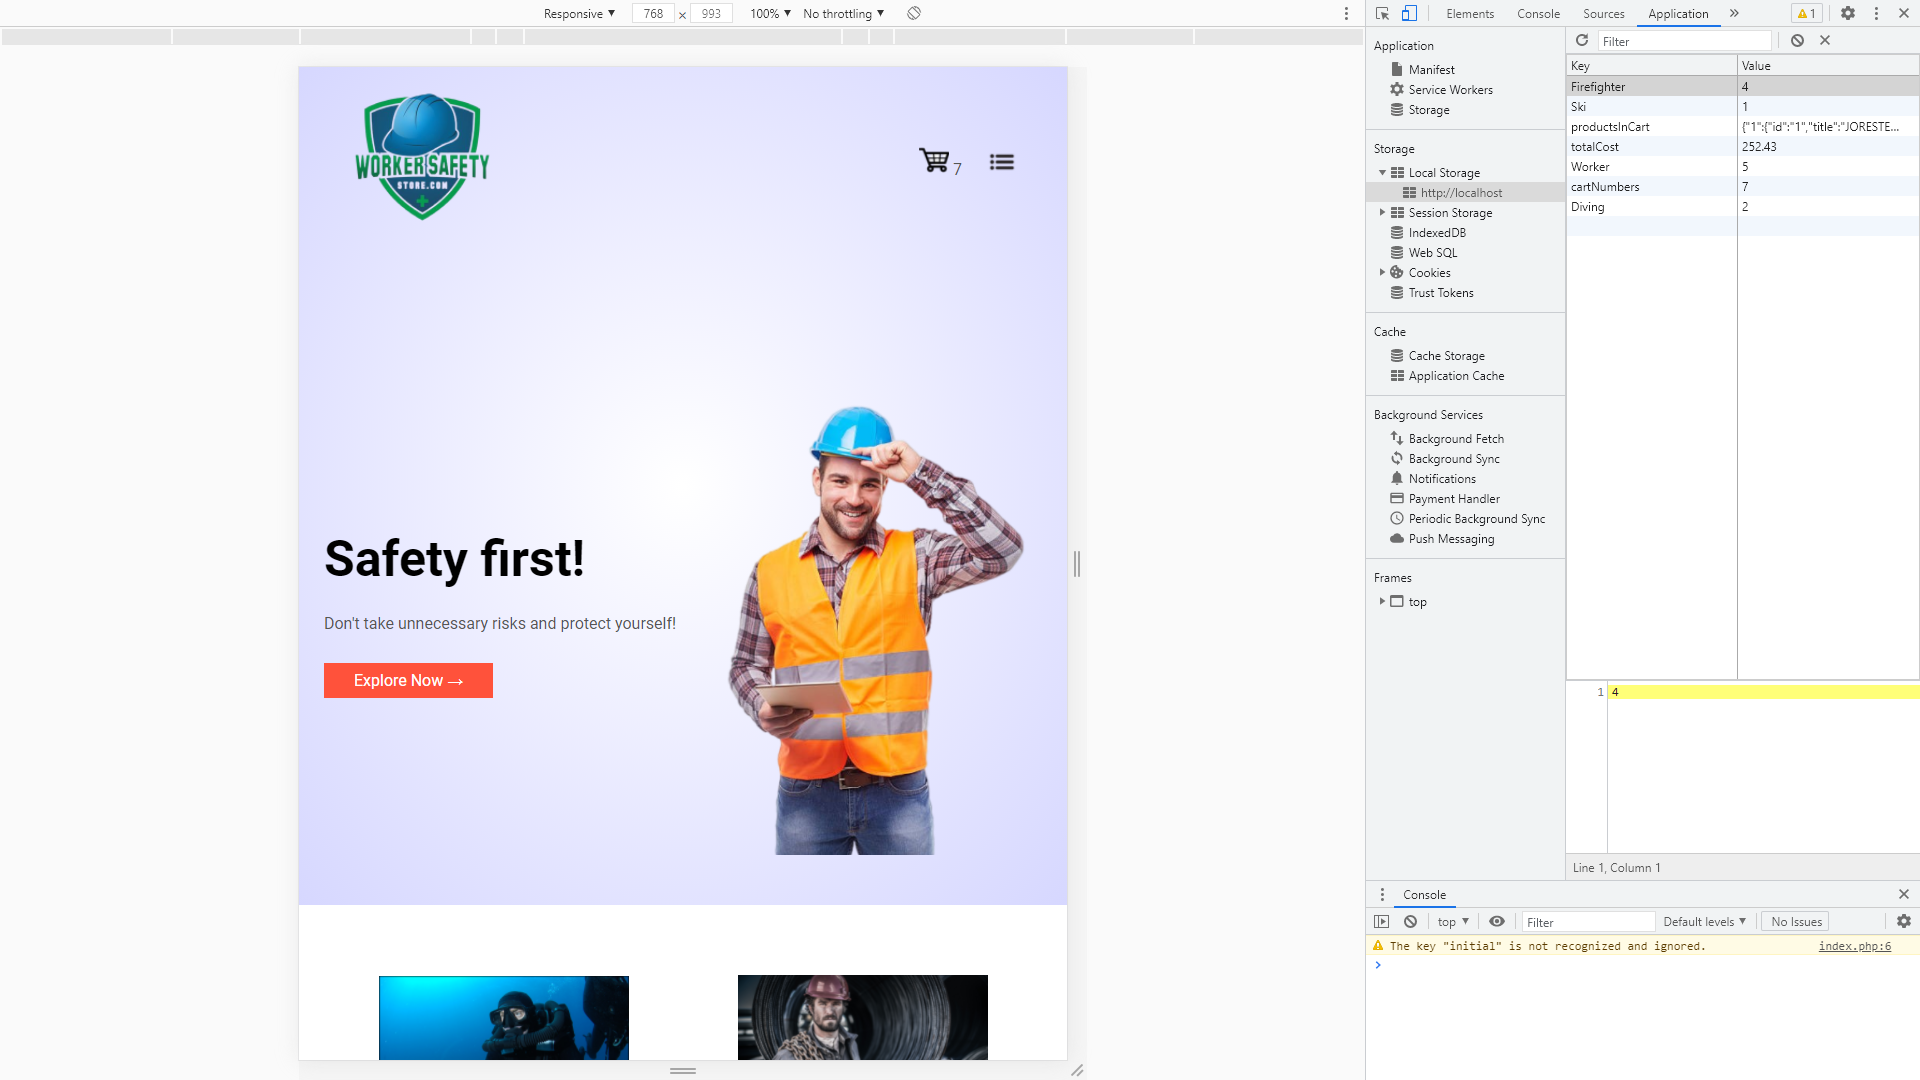 Responsive ▼ 768 × 993 100% ▼ No throttling ▼
WORKER SAFETY
STORE.COM
7
Safety first!
Don't take unnecessary risks and protect yourself!
Explore Now →
Elements Console Sources Application » 1
Application
Manifest
Service Workers
Storage
Storage
Local Storage
http://localhost
Session Storage
IndexedDB
Web SQL
Cookies
Trust Tokens
Cache
Cache Storage
Application Cache
Background Services
Background Fetch
Background Sync
Notifications
Payment Handler
Periodic Background Sync
Push Messaging
Frames
top
Filter
Key Value
Firefighter 4
Ski 1
productsInCart {"1":{"id":"1","title":"JORESTE...
totalCost 252.43
Worker 5
cartNumbers 7
Diving 2
1 4
Line 1, Column 1
Console
top ▼ Filter Default levels ▼ No Issues
The key "initial" is not recognized and ignored. index.php:6
>